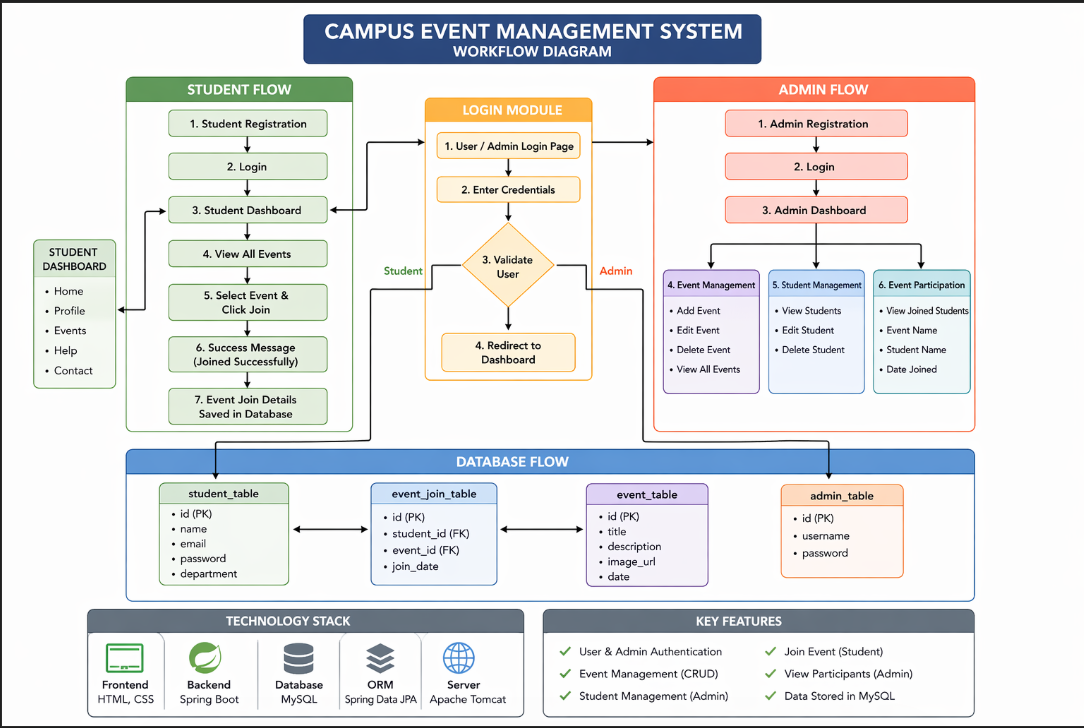 CAMPUS EVENT MANAGEMENT SYSTEM
WORKFLOW DIAGRAM
STUDENT FLOW
1. Student Registration
2. Login
3. Student Dashboard
4. View All Events
5. Select Event &
Click Join
6. Success Message
(Joined Successfully)
7. Event Join Details
Saved in Database
STUDENT
DASHBOARD
• Home
• Profile
• Events
• Help
• Contact
LOGIN MODULE
1. User / Admin Login Page
2. Enter Credentials
3. Validate
User
Student
Admin
4. Redirect to
Dashboard
ADMIN FLOW
1. Admin Registration
2. Login
3. Admin Dashboard
4. Event Management
• Add Event
• Edit Event
• Delete Event
• View All Events
5. Student Management
• View Students
• Edit Student
• Delete Student
6. Event Participation
• View Joined Students
• Event Name
• Student Name
• Date Joined
DATABASE FLOW
student_table
• id (PK)
• name
• email
• password
• department
event_join_table
• id (PK)
• student_id (FK)
• event_id (FK)
• join_date
event_table
• id (PK)
• title
• description
• image_url
• date
admin_table
• id (PK)
• username
• password
TECHNOLOGY STACK
Frontend
HTML, CSS
Backend
Spring Boot
Database
MySQL
ORM
Spring Data JPA
Server
Apache Tomcat
KEY FEATURES
✓ User & Admin Authentication
✓ Event Management (CRUD)
✓ Student Management (Admin)
✓ Join Event (Student)
✓ View Participants (Admin)
✓ Data Stored in MySQL